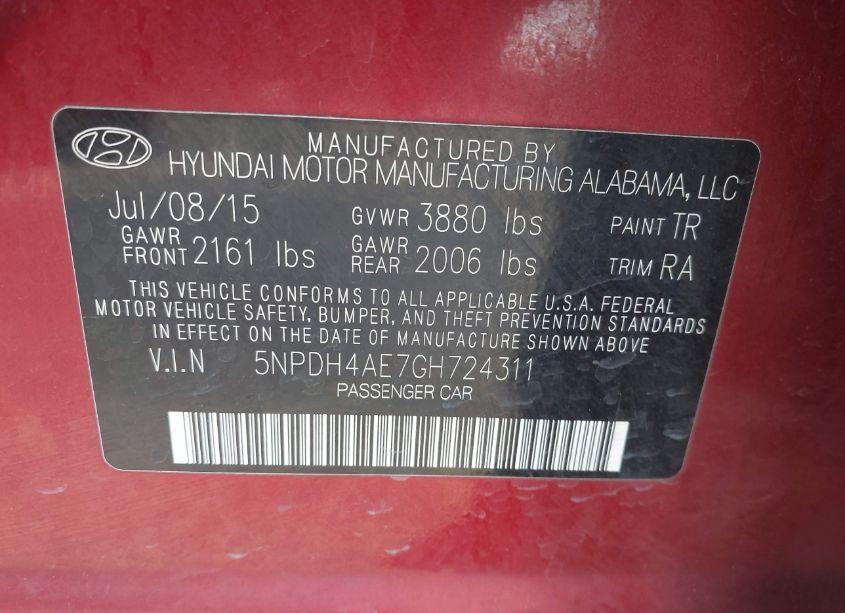 MANUFACTURED BY
HYUNDAI MOTOR MANUFACTURING ALABAMA, LLC
Jul/08/15 GVWR 3880 lbs PAINT TR
GAWR FRONT 2161 lbs GAWR REAR 2006 lbs TRIM RA
THIS VEHICLE CONFORMS TO ALL APPLICABLE U.S.A. FEDERAL
MOTOR VEHICLE SAFETY, BUMPER, AND THEFT PREVENTION STANDARDS
IN EFFECT ON THE DATE OF MANUFACTURE SHOWN ABOVE
V.I.N 5NPDH4AE7GH724311
PASSENGER CAR